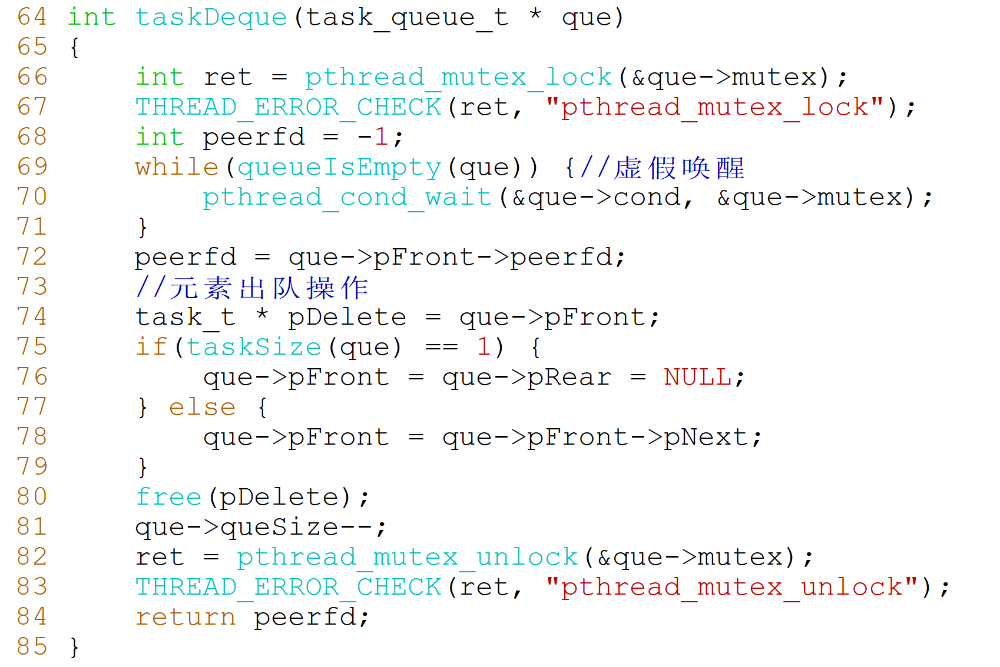 64 int taskDeque(task_queue_t * que)
65 {
66     int ret = pthread_mutex_lock(&que->mutex);
67     THREAD_ERROR_CHECK(ret, "pthread_mutex_lock");
68     int peerfd = -1;
69     while(queueIsEmpty(que)) {//虚假唤醒
70         pthread_cond_wait(&que->cond, &que->mutex);
71     }
72     peerfd = que->pFront->peerfd;
73     //元素出队操作
74     task_t * pDelete = que->pFront;
75     if(taskSize(que) == 1) {
76         que->pFront = que->pRear = NULL;
77     } else {
78         que->pFront = que->pFront->pNext;
79     }
80     free(pDelete);
81     que->queSize--;
82     ret = pthread_mutex_unlock(&que->mutex);
83     THREAD_ERROR_CHECK(ret, "pthread_mutex_unlock");
84     return peerfd;
85 }